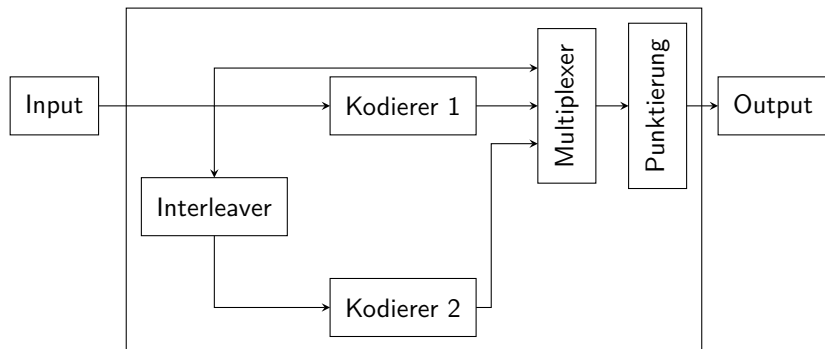 Input
Kodierer 1
Multiplexer
Punktierung
Output
Interleaver
Kodierer 2